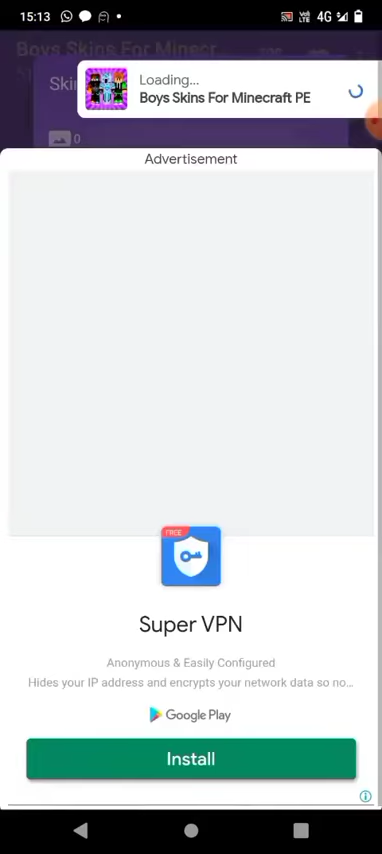 15:13
4G
Boys Skins For Minecr...
Ski
Loading...
Boys Skins For Minecraft PE
0
Advertisement
FREE
Super VPN
Anonymous & Easily Configured
Hides your IP address and encrypts your network data so no...
Google Play
Install